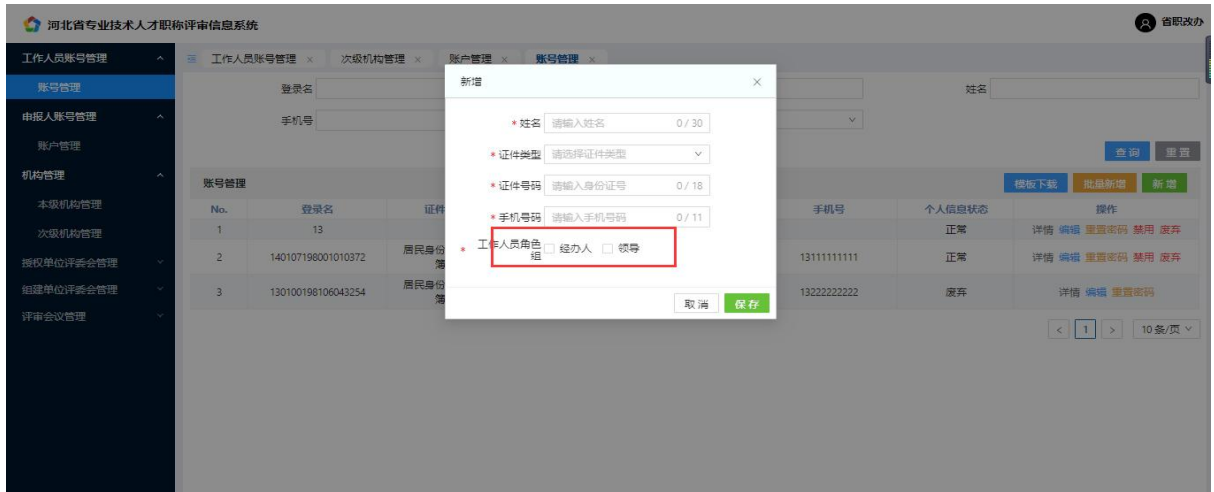 河北省专业技术人才职称评审信息系统
省职改办
工作人员账号管理
账号管理
申报人账号管理
账户管理
机构管理
本级机构管理
次级机构管理
授权单位评委会管理
组建单位评委会管理
评审会议管理
工作人员账号管理 × 次级机构管理 × 账户管理 × 账号管理 ×
登录名
姓名
手机号
查询 重置
账号管理
模板下载 批量新增 新增
No. 登录名 证件 手机号 个人信息状态 操作
1 13 正常 详情 编辑 重置密码 禁用 废弃
2 140107198001010372 居民身份 13111111111 正常 详情 编辑 重置密码 禁用 废弃
簿
3 130100198106043254 居民身份 13222222222 废弃 详情 编辑 重置密码
簿
< 1 > 10条/页
新增 ×
* 姓名 请输入姓名 0 / 30
* 证件类型 请选择证件类型
* 证件号码 请输入身份证号 0 / 18
* 手机号码 请输入手机号码 0 / 11
* 工作人员角色组 经办人 领导
取消 保存